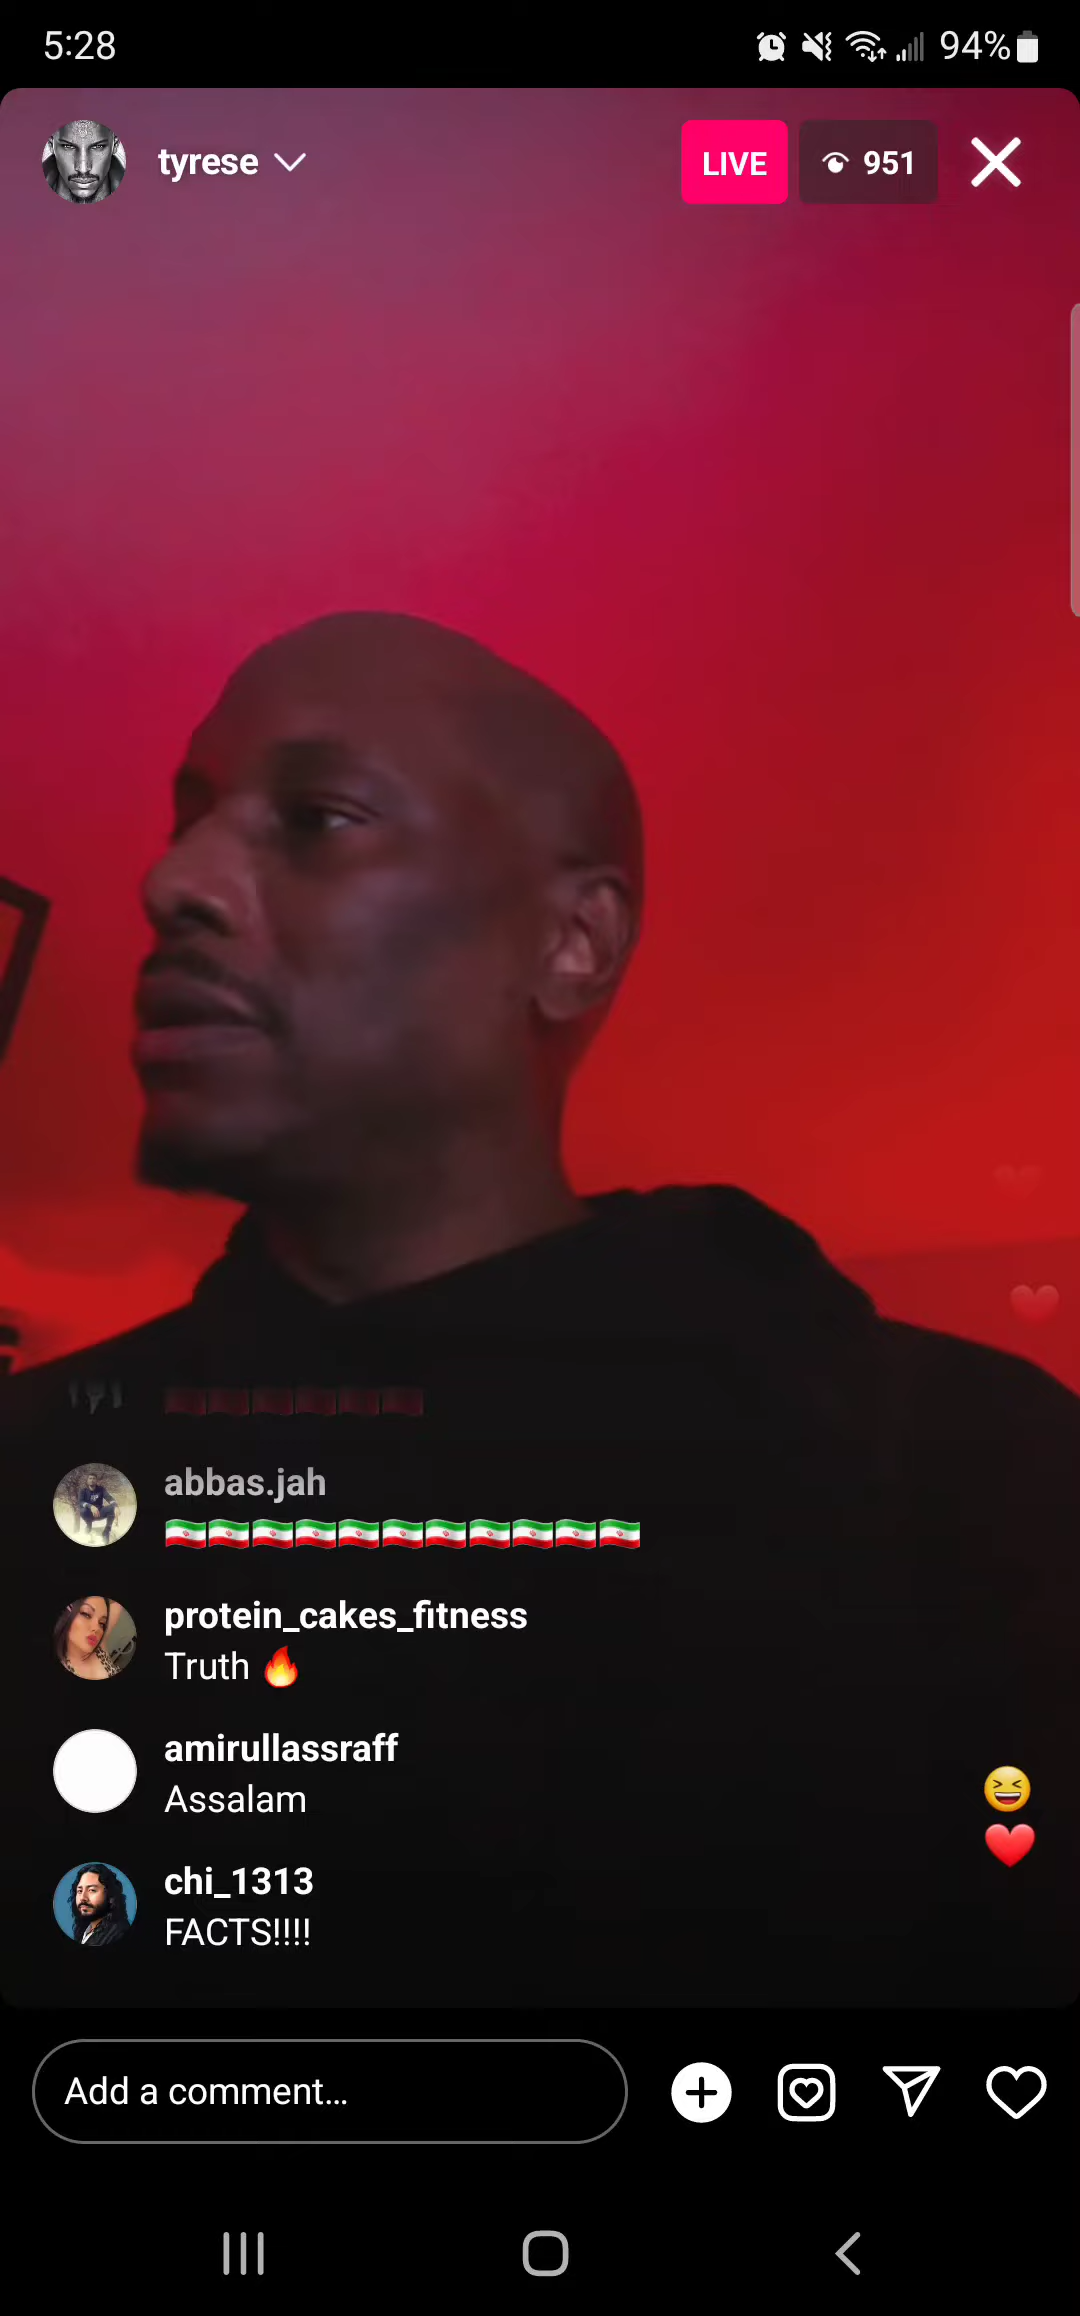 5:28
94%
tyrese
LIVE
951
abbas.jah
🇮🇷🇮🇷🇮🇷🇮🇷🇮🇷🇮🇷🇮🇷🇮🇷🇮🇷🇮🇷🇮🇷
protein_cakes_fitness
Truth 🔥
amirullassraff
Assalam
chi_1313
FACTS!!!!
Add a comment...